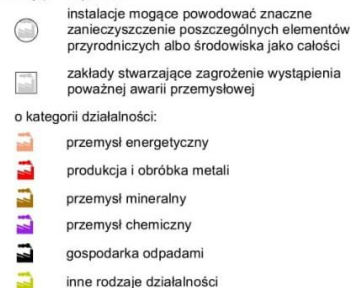 instalacje mogące powodować znaczne
zanieczyszczenie poszczególnych elementów
przyrodniczych albo środowiska jako całości
zakłady stwarzające zagrożenie wystąpienia
poważnej awarii przemysłowej
o kategorii działalności:
przemysł energetyczny
produkcja i obróbka metali
przemysł mineralny
przemysł chemiczny
gospodarka odpadami
inne rodzaje działalności